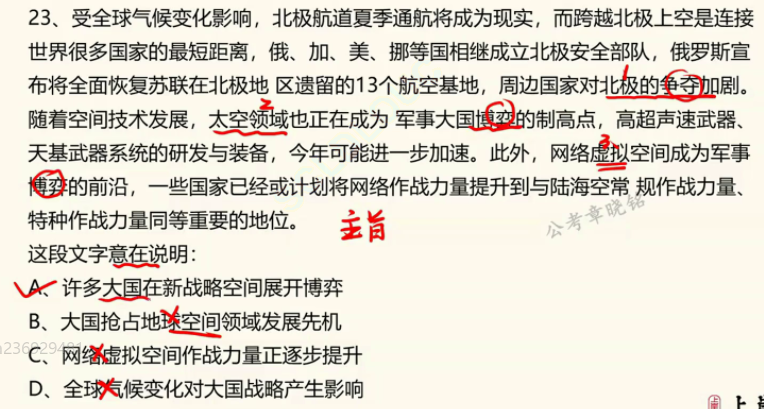 23、受全球气候变化影响，北极航道夏季通航将成为现实，而跨越北极上空是连接
世界很多国家的最短距离，俄、加、美、挪等国相继成立北极安全部队，俄罗斯宣
布将全面恢复苏联在北极地 区遗留的13个航空基地，周边国家对北极的争夺加剧。
随着空间技术发展，太空领域也正在成为 军事大国博弈的制高点，高超声速武器、
天基武器系统的研发与装备，今年可能进一步加速。此外，网络虚拟空间成为军事
博弈的前沿，一些国家已经或计划将网络作战力量提升到与陆海空常 规作战力量、
特种作战力量同等重要的地位。
主旨
公考章晓铭
这段文字意在说明：
A、许多大国在新战略空间展开博弈
B、大国抢占地球空间领域发展先机
C、网络虚拟空间作战力量正逐步提升
D、全球气候变化对大国战略产生影响
1
2
3